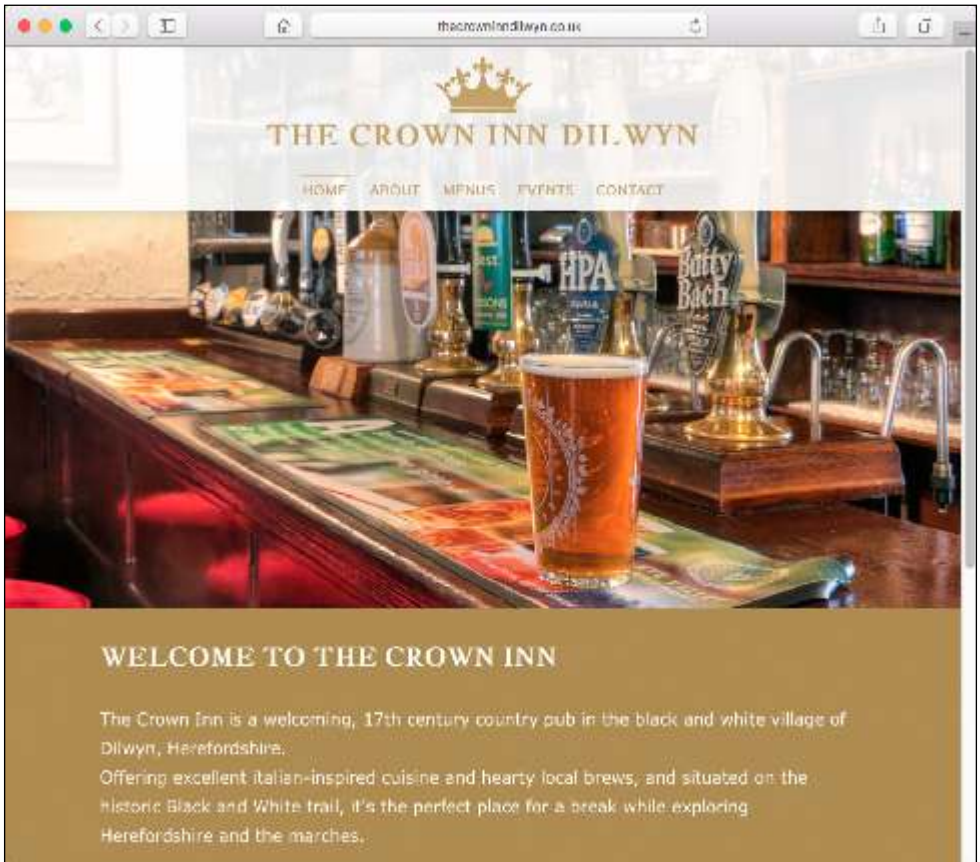 thecrowninndilwyn.co.uk
THE CROWN INN DILWYN
HOME ABOUT MENUS EVENTS CONTACT
BEST
HPA
Butty
Bach
WELCOME TO THE CROWN INN
The Crown Inn is a welcoming, 17th century country pub in the black and white village of
Dilwyn, Herefordshire.
Offering excellent italian-inspired cuisine and hearty local brews, and situated on the
historic Black and White trail, it's the perfect place for a break while exploring
Herefordshire and the marches.